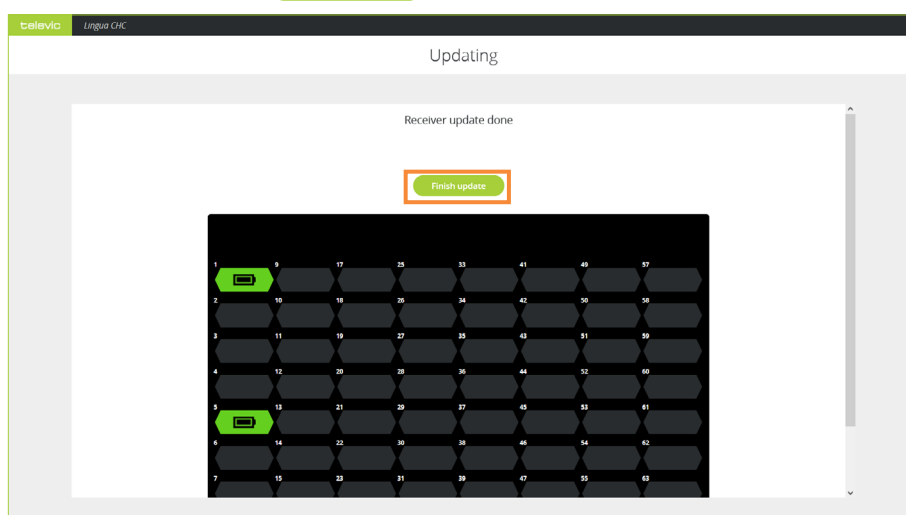 televic Lingua CHC
Updating
Receiver update done
Finish update
1 9 17 25 33 41 49 57
2 10 18 26 34 42 50 58
3 11 19 27 35 43 51 59
4 12 20 28 36 44 52 60
5 13 21 29 37 45 53 61
6 14 22 30 38 46 54 62
7 15 23 31 39 47 55 63